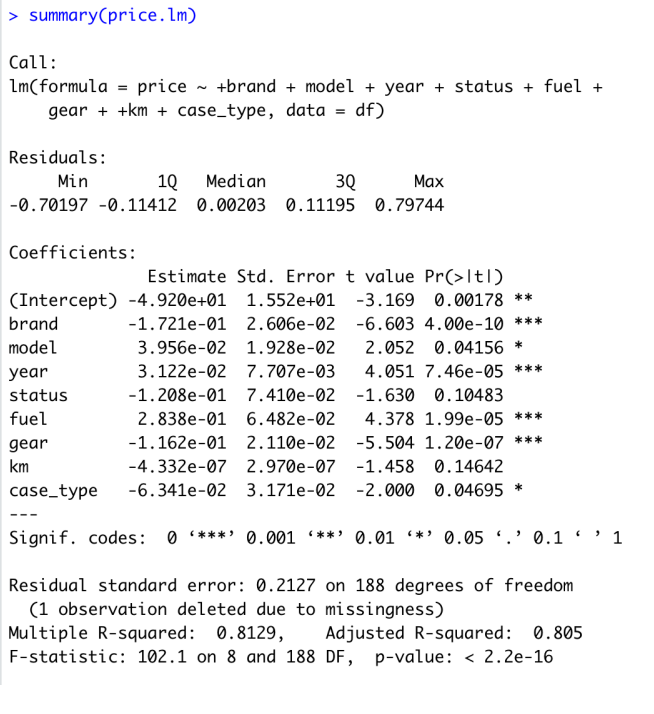 > summary(price.lm)
Call:
lm(formula = price ~ +brand + model + year + status + fuel +
    gear + +km + case_type, data = df)
Residuals:
     Min       1Q   Median       3Q      Max
-0.70197 -0.11412  0.00203  0.11195  0.79744
Coefficients:
              Estimate Std. Error t value Pr(>|t|)
(Intercept) -4.920e+01  1.552e+01  -3.169  0.00178 **
brand       -1.721e-01  2.606e-02  -6.603 4.00e-10 ***
model        3.956e-02  1.928e-02   2.052  0.04156 *
year         3.122e-02  7.707e-03   4.051 7.46e-05 ***
status      -1.208e-01  7.410e-02  -1.630  0.10483
fuel         2.838e-01  6.482e-02   4.378 1.99e-05 ***
gear        -1.162e-01  2.110e-02  -5.504 1.20e-07 ***
km          -4.332e-07  2.970e-07  -1.458  0.14642
case_type   -6.341e-02  3.171e-02  -2.000  0.04695 *
---
Signif. codes:  0 ‘***’ 0.001 ‘**’ 0.01 ‘*’ 0.05 ‘.’ 0.1 ‘ ’ 1
Residual standard error: 0.2127 on 188 degrees of freedom
  (1 observation deleted due to missingness)
Multiple R-squared:  0.8129,    Adjusted R-squared:  0.805
F-statistic: 102.1 on 8 and 188 DF,  p-value: < 2.2e-16